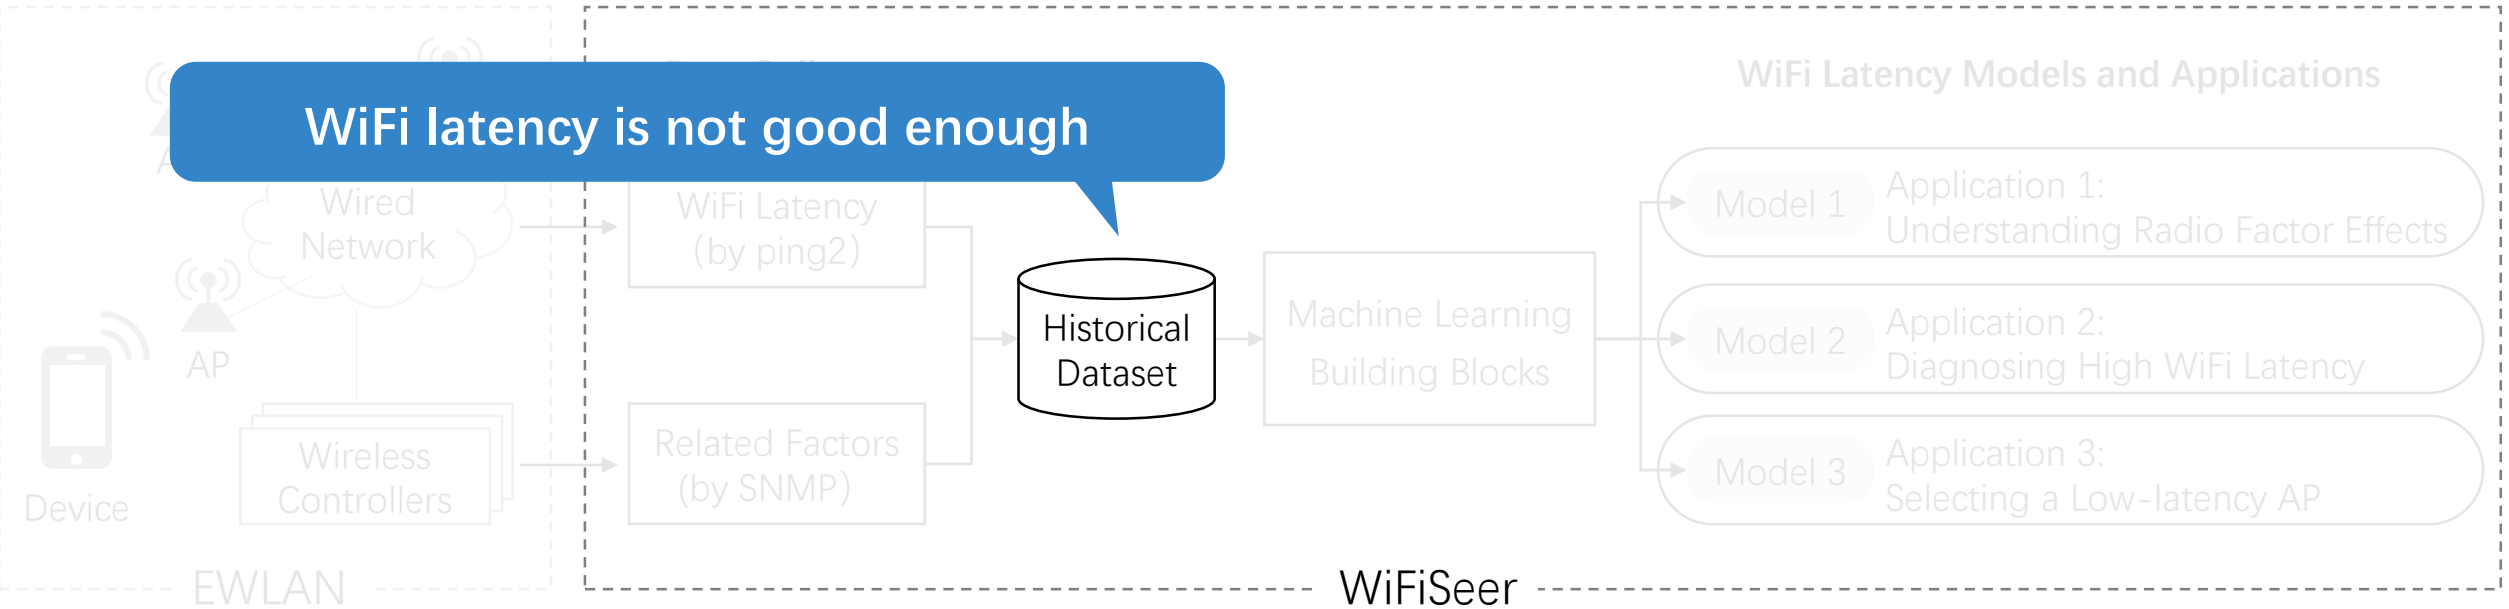 WiFi latency is not good enough
WiFi Latency Models and Applications
Wired
Network
AP
Device
Wireless
Controllers
EWLAN
WiFi Latency
(by ping2)
Related Factors
(by SNMP)
Historical
Dataset
Machine Learning
Building Blocks
Model 1
Application 1:
Understanding Radio Factor Effects
Model 2
Application 2:
Diagnosing High WiFi Latency
Model 3
Application 3:
Selecting a Low-latency AP
WiFiSeer